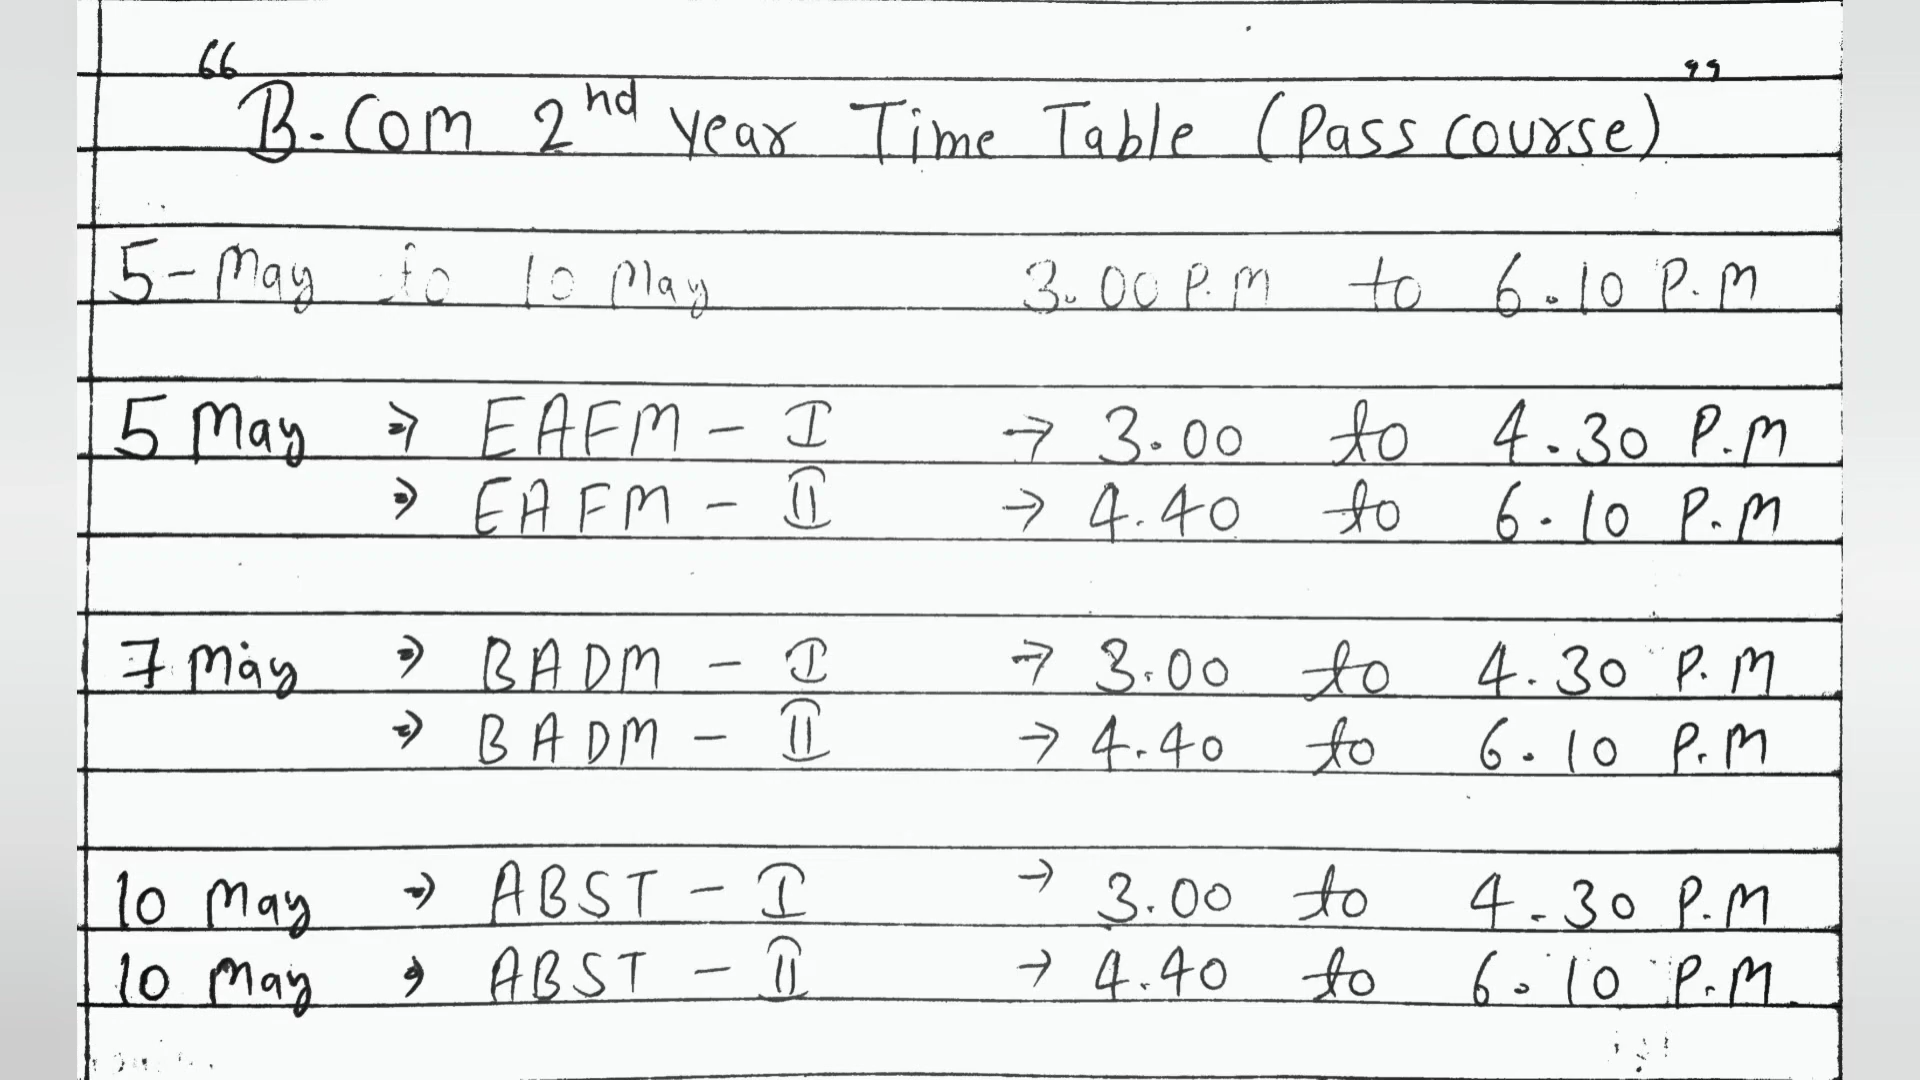 “ B.Com 2nd year Time Table (Pass course) ”
5-May to 10 May 3.00 P.M to 6.10 P.M
5 May ⇒ EAFM - I → 3.00 to 4.30 P.M
⇒ EAFM - II → 4.40 to 6.10 P.M
7 May ⇒ BADM - I → 3.00 to 4.30 P.M
⇒ BADM - II → 4.40 to 6.10 P.M
10 May ⇒ ABST - I → 3.00 to 4.30 P.M
10 May ⇒ ABST - II → 4.40 to 6.10 P.M.